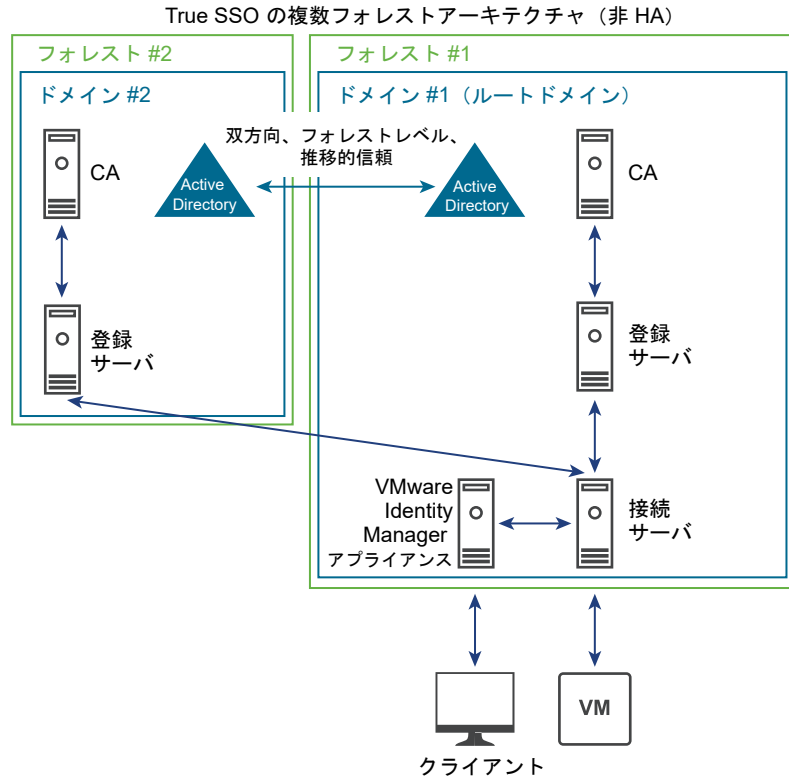 True SSO の複数フォレストアーキテクチャ（非 HA）
フォレスト #2
フォレスト #1
ドメイン #2
ドメイン #1（ルートドメイン）
双方向、フォレストレベル、
推移的信頼
CA
Active
Directory
Active
Directory
CA
登録
サーバ
登録
サーバ
VMware
Identity
Manager
アプライアンス
接続
サーバ
VM
クライアント